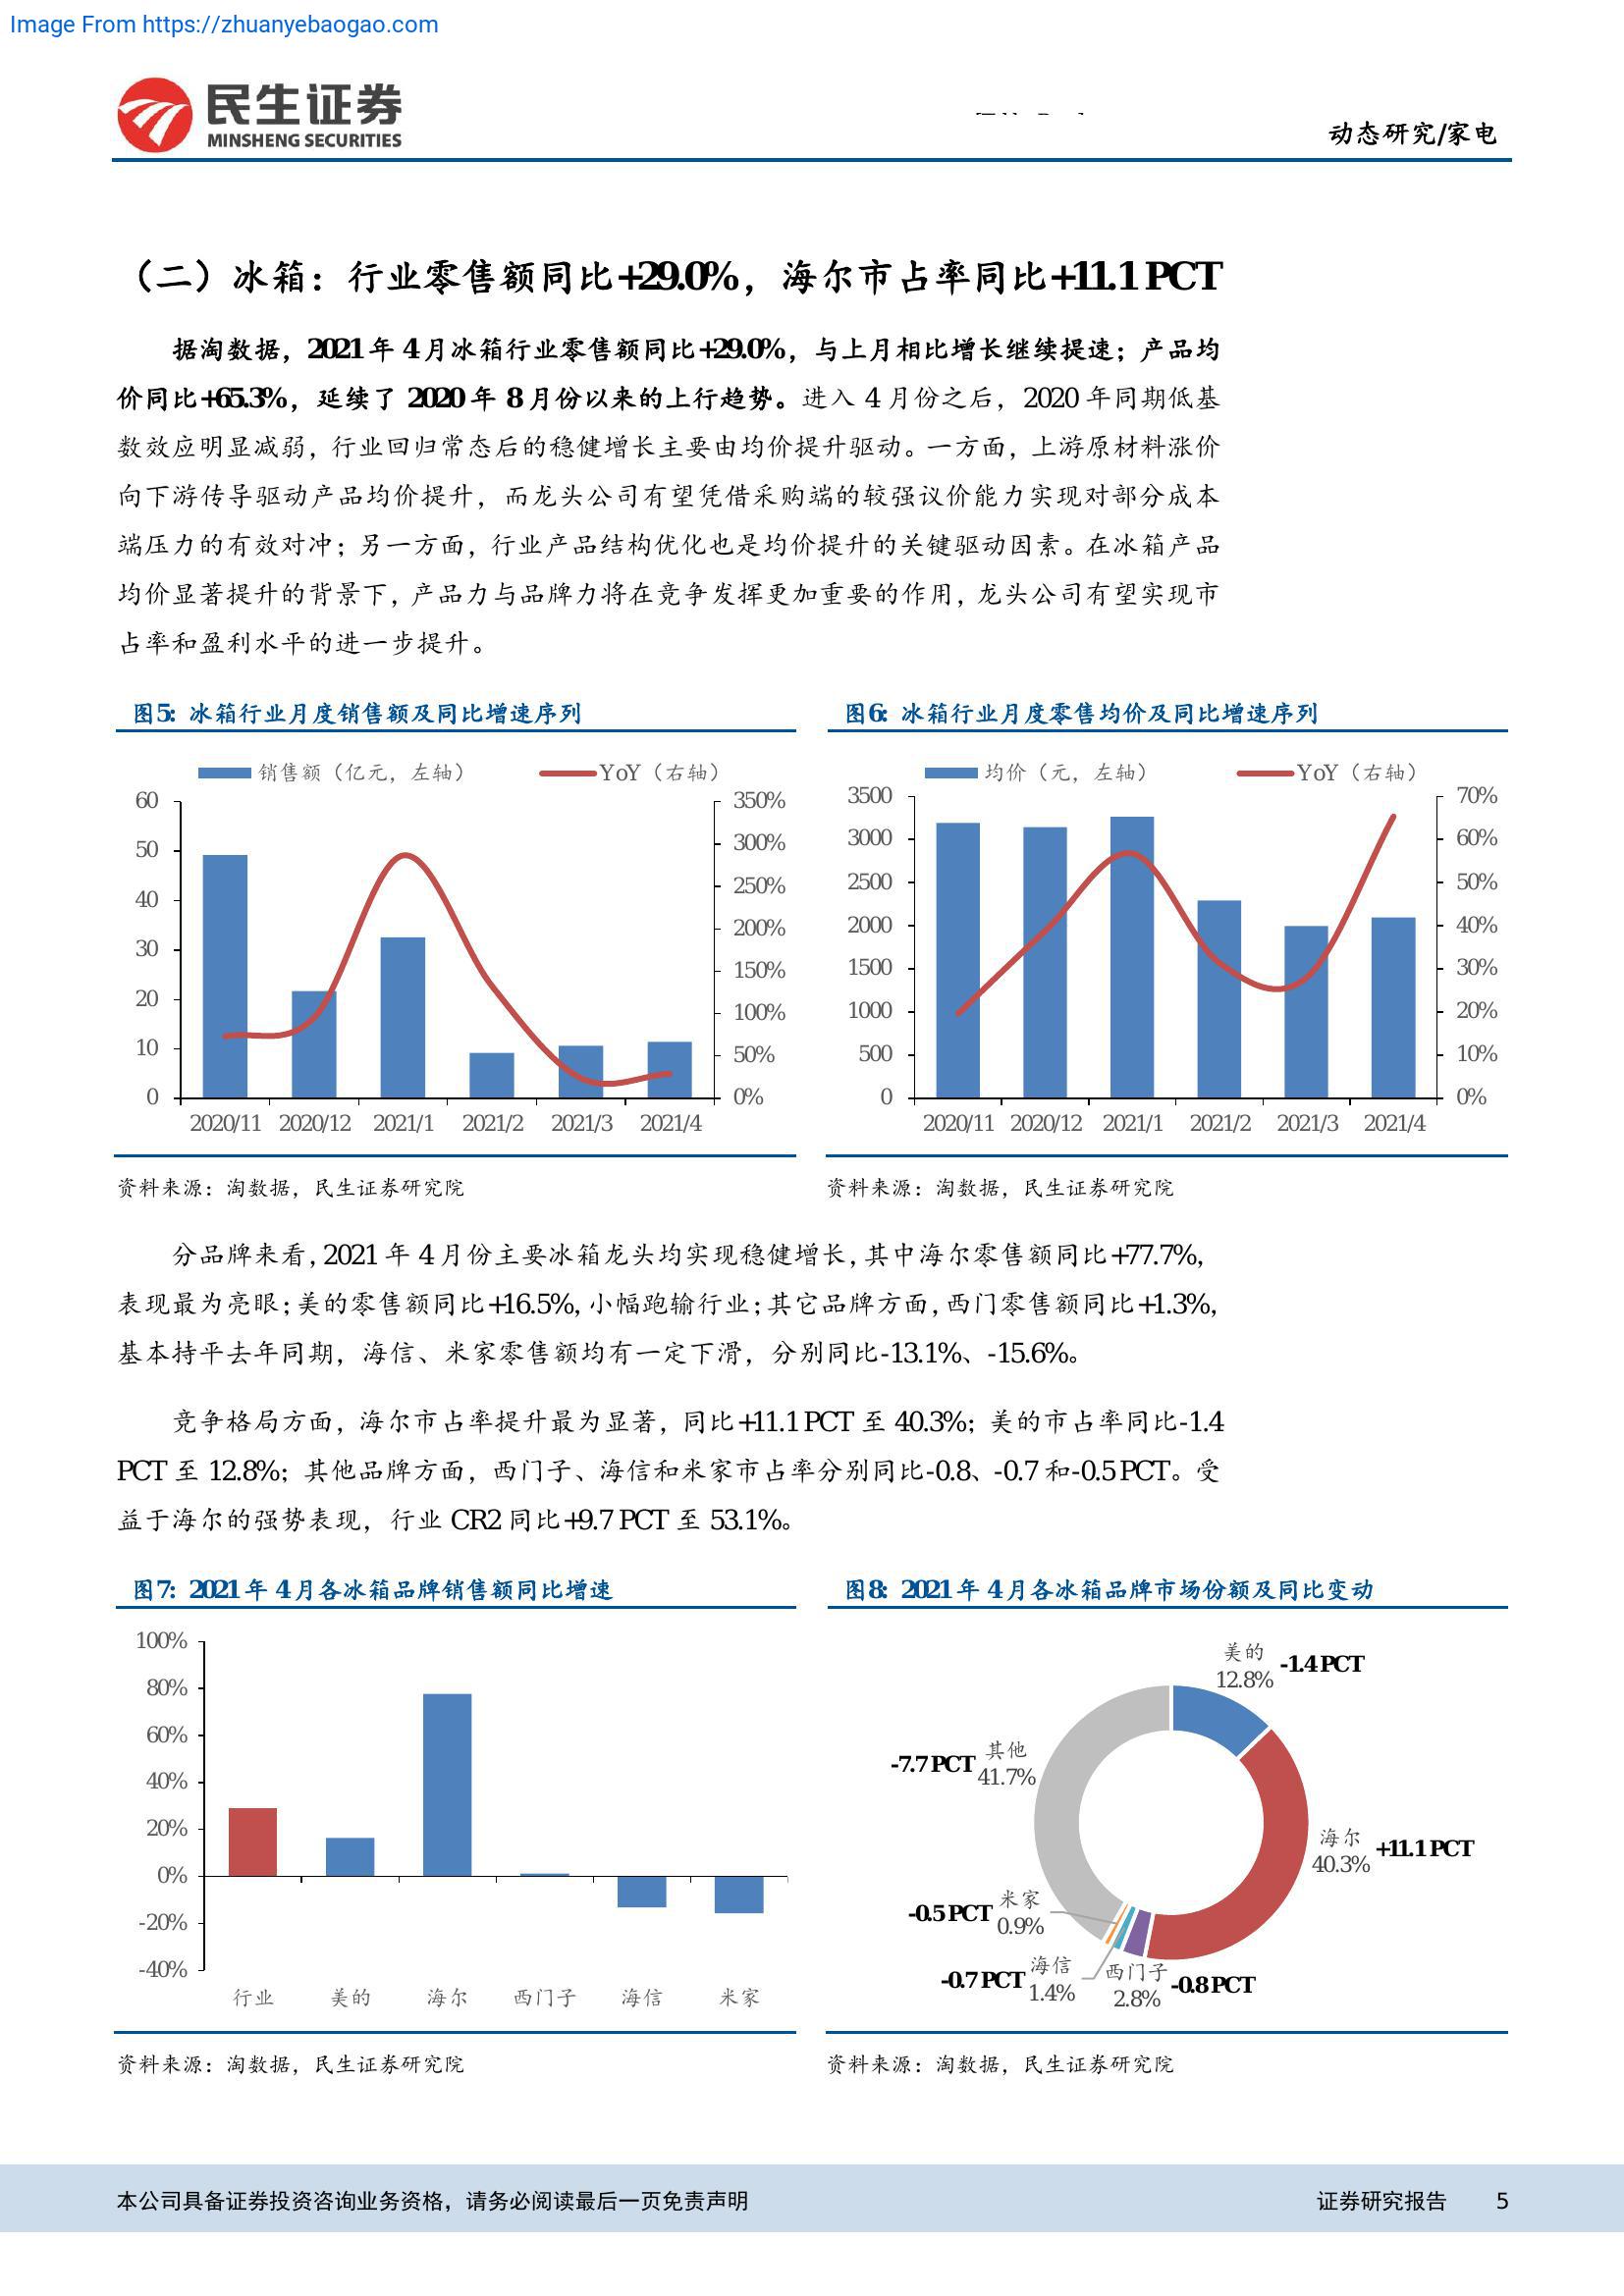 Image From https://zhuanyebaogao.com
民生证券
MINSHENG SECURITIES
动态研究/家电
（二）冰箱：行业零售额同比+29.0%，海尔市占率同比+11.1 PCT
据淘数据，2021 年 4 月冰箱行业零售额同比+29.0%，与上月相比增长继续提速；产品均
价同比+65.3%，延续了 2020 年 8 月份以来的上行趋势。进入 4 月份之后，2020 年同期低基
数效应明显减弱，行业回归常态后的稳健增长主要由均价提升驱动。一方面，上游原材料涨价
向下游传导驱动产品均价提升，而龙头公司有望凭借采购端的较强议价能力实现对部分成本
端压力的有效对冲；另一方面，行业产品结构优化也是均价提升的关键驱动因素。在冰箱产品
均价显著提升的背景下，产品力与品牌力将在竞争发挥更加重要的作用，龙头公司有望实现市
占率和盈利水平的进一步提升。
图5：冰箱行业月度销售额及同比增速序列
销售额（亿元，左轴） YoY（右轴）
60 350%
300%
50
250%
40
200%
30
150%
20
100%
10
50%
0 0%
2020/11 2020/12 2021/1 2021/2 2021/3 2021/4
资料来源：淘数据，民生证券研究院
图6：冰箱行业月度零售均价及同比增速序列
均价（元，左轴） YoY（右轴）
3500 70%
3000 60%
2500 50%
2000 40%
1500 30%
1000 20%
500 10%
0 0%
2020/11 2020/12 2021/1 2021/2 2021/3 2021/4
资料来源：淘数据，民生证券研究院
分品牌来看，2021 年 4 月份主要冰箱龙头均实现稳健增长，其中海尔零售额同比+77.7%，
表现最为亮眼；美的零售额同比+16.5%，小幅跑输行业；其它品牌方面，西门零售额同比+1.3%，
基本持平去年同期，海信、米家零售额均有一定下滑，分别同比-13.1%、-15.6%。
竞争格局方面，海尔市占率提升最为显著，同比+11.1 PCT 至 40.3%；美的市占率同比-1.4
PCT 至 12.8%；其他品牌方面，西门子、海信和米家市占率分别同比-0.8、-0.7 和-0.5 PCT。受
益于海尔的强势表现，行业 CR2 同比+9.7 PCT 至 53.1%。
图7：2021 年 4 月各冰箱品牌销售额同比增速
100%
80%
60%
40%
20%
0%
-20%
-40%
行业 美的 海尔 西门子 海信 米家
资料来源：淘数据，民生证券研究院
图8：2021 年 4 月各冰箱品牌市场份额及同比变动
美的
12.8% -1.4 PCT
其他
41.7% -7.7 PCT
海尔
40.3% +11.1 PCT
米家
0.9% -0.5 PCT
海信
1.4% -0.7 PCT
西门子
2.8% -0.8 PCT
资料来源：淘数据，民生证券研究院
本公司具备证券投资咨询业务资格，请务必阅读最后一页免责声明
证券研究报告 5